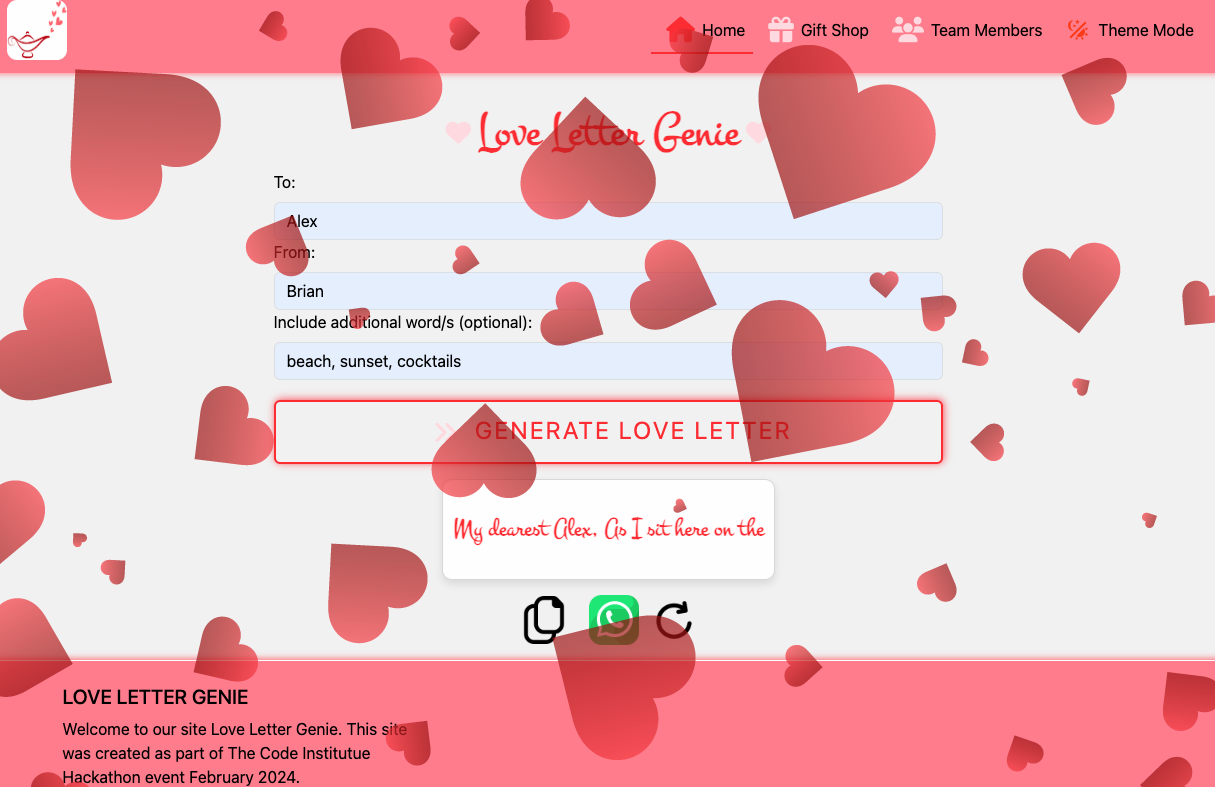 Home Gift Shop Team Members Theme Mode
Love Letter Genie
To:
Alex
From:
Brian
Include additional word/s (optional):
beach, sunset, cocktails
GENERATE LOVE LETTER
My dearest Alex, As I sit here on the
LOVE LETTER GENIE
Welcome to our site Love Letter Genie. This site
was created as part of The Code Institutue
Hackathon event February 2024.